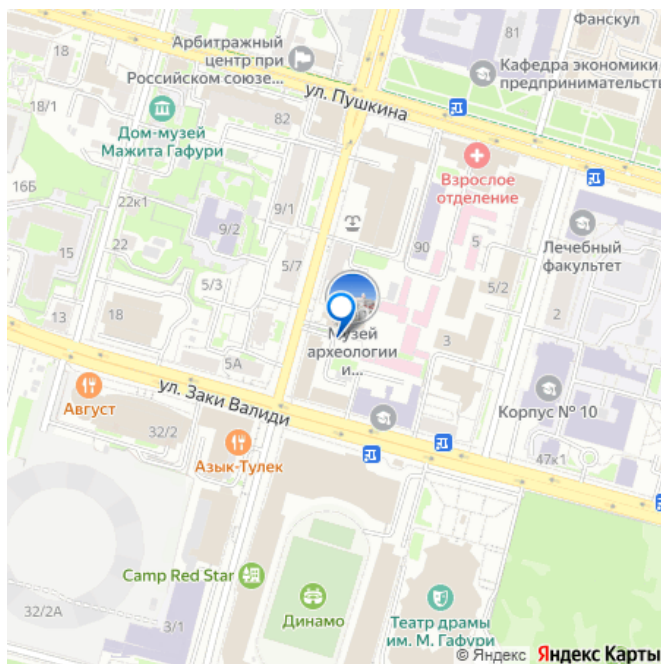 Фанскул
18
Арбитражный
центр при
Российском союзе...
81
Кафедра экономики
предпринимательсть
ул. Пушкина
18/1
Дом-музей
Мажита Гафури
82
Взрослое
отделение
16Б
22к1
9/1
9/2
90
5
Лечебный
факультет
15
22
5/7
5/3
5/2
13
18
2
Музей
археологии
и...
3
5А
ул. Заки Валиди
Август
Корпус № 10
32/2
Азык-Тулек
47к1
Camp Red Star
32/2А
3/1
Динамо
Театр драмы
им. М. Гафури
© Яндекс Яндекс Карты